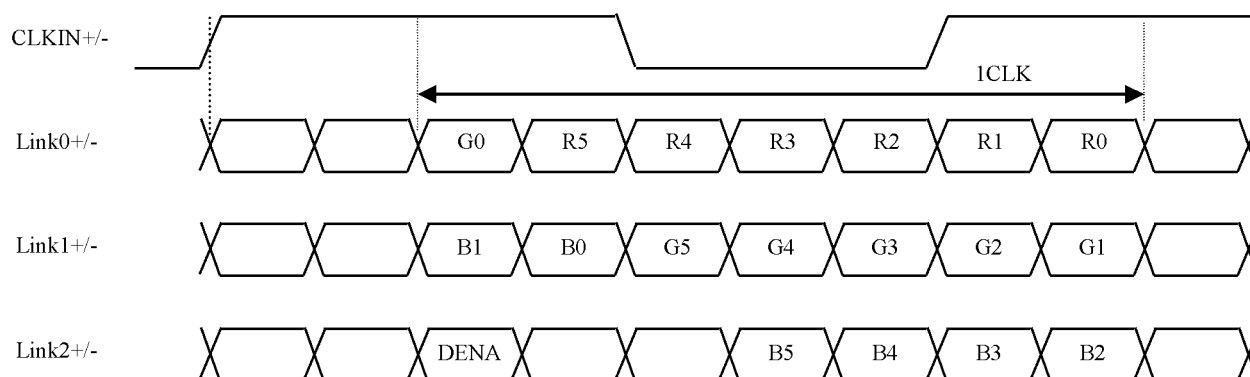 CLKIN+/-
1CLK
Link0+/- G0 R5 R4 R3 R2 R1 R0
Link1+/- B1 B0 G5 G4 G3 G2 G1
Link2+/- DENA B5 B4 B3 B2